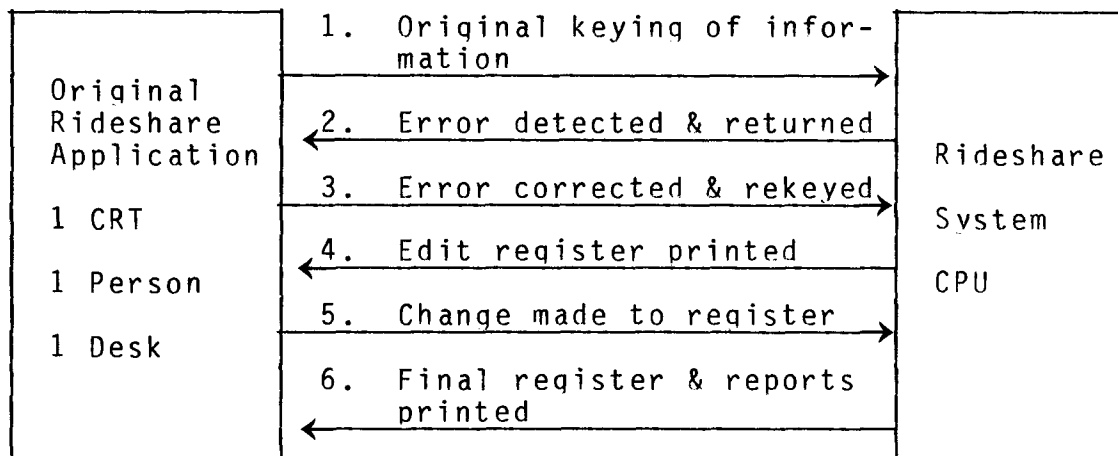 Original
Rideshare
Application
1 CRT
1 Person
1 Desk
1. Original keying of infor-
mation
2. Error detected & returned
3. Error corrected & rekeyed
4. Edit register printed
5. Change made to register
6. Final register & reports
printed
Rideshare
System
CPU